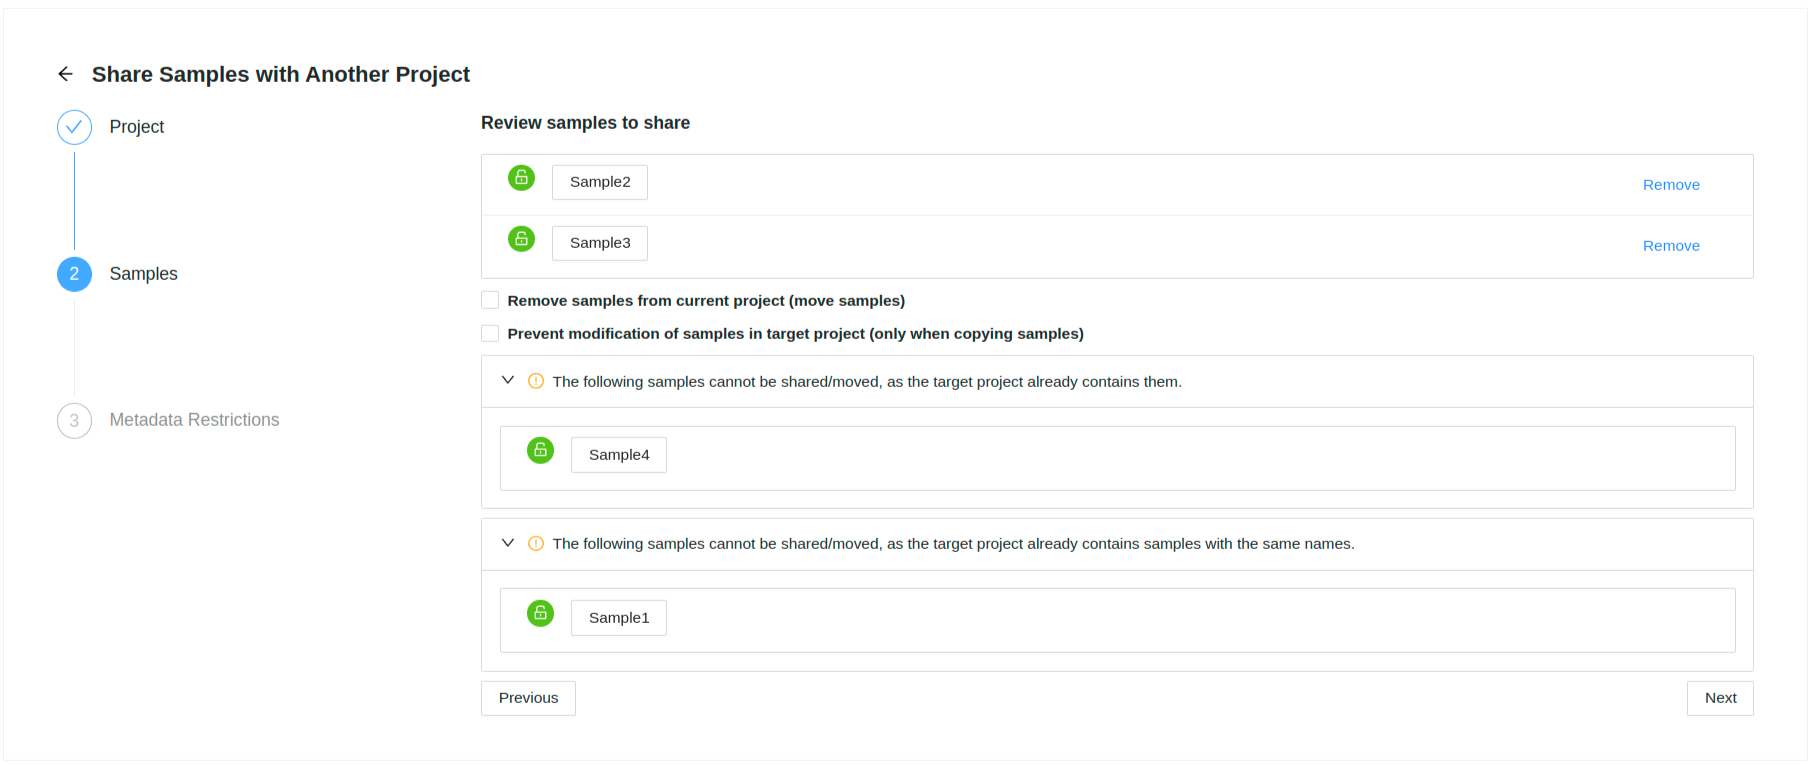 Share Samples with Another Project
Project
2
Samples
3
Metadata Restrictions
Review samples to share
Sample2
Remove
Sample3
Remove
Remove samples from current project (move samples)
Prevent modification of samples in target project (only when copying samples)
The following samples cannot be shared/moved, as the target project already contains them.
Sample4
The following samples cannot be shared/moved, as the target project already contains samples with the same names.
Sample1
Previous
Next